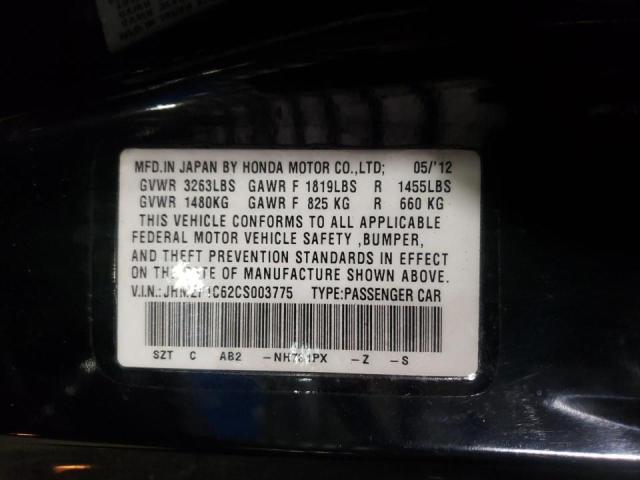 MFD.IN JAPAN BY HONDA MOTOR CO.,LTD; 05/'12
GVWR 3263LBS GAWR F 1819LBS R 1455LBS
GVWR 1480KG GAWR F 825 KG R 660 KG
THIS VEHICLE CONFORMS TO ALL APPLICABLE
FEDERAL MOTOR VEHICLE SAFETY ,BUMPER,
AND THEFT PREVENTION STANDARDS IN EFFECT
ON THE DATE OF MANUFACTURE SHOWN ABOVE.
V.I.N.: TYPE:PASSENGER CAR
SZT C AB2 -Z -S